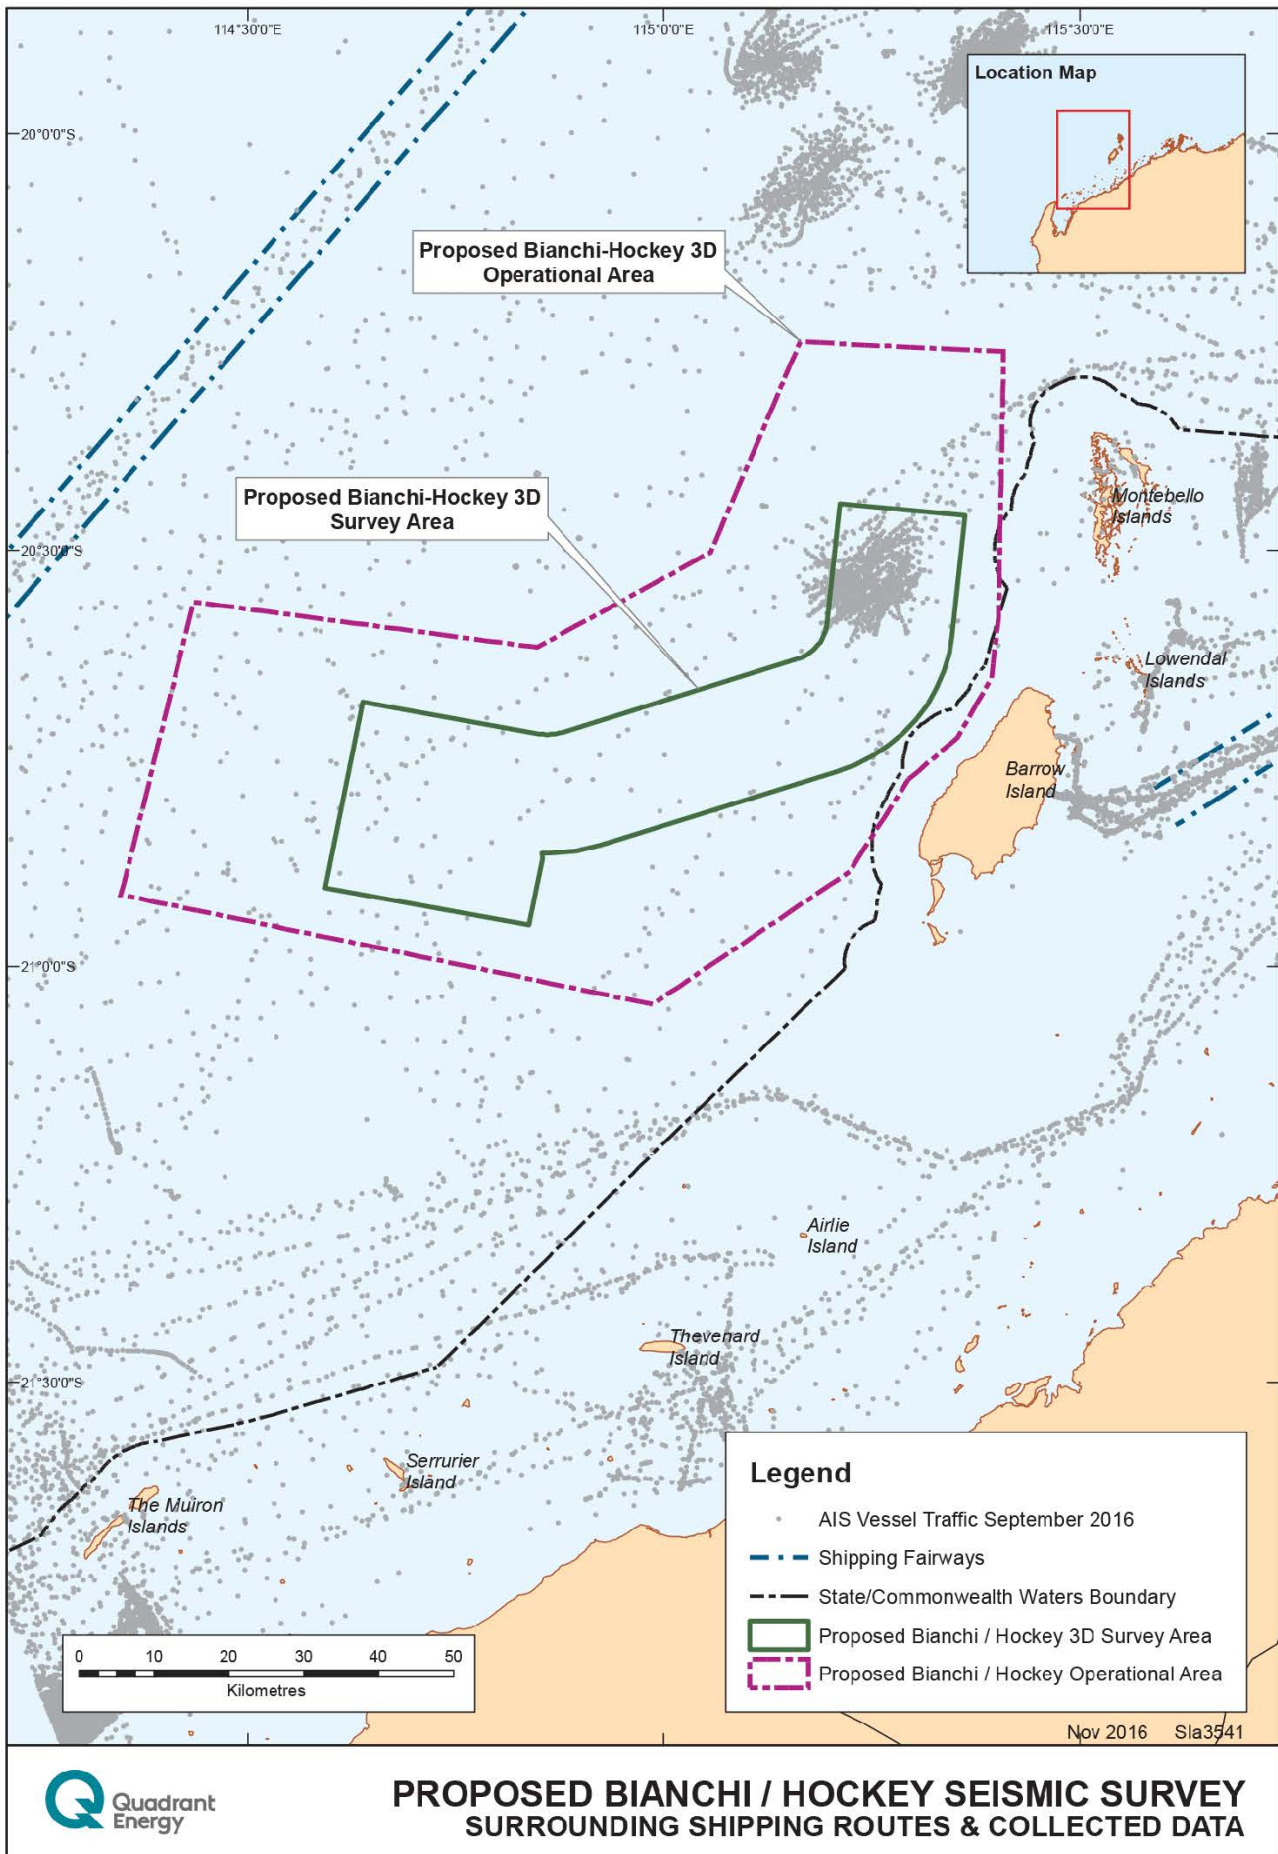 114°30'0"E
115°0'0"E
115°30'0"E
Location Map
20°0'0"S
Proposed Bianchi-Hockey 3D
Operational Area
Proposed Bianchi-Hockey 3D
Survey Area
Montebello
Islands
20°30'0"S
Lowendal
Islands
Barrow
Island
21°0'0"S
Airlie
Island
Thevenard
Island
21°30'0"S
Serrurier
Island
The Muiron
Islands
Legend
AIS Vessel Traffic September 2016
Shipping Fairways
State/Commonwealth Waters Boundary
Proposed Bianchi / Hockey 3D Survey Area
Proposed Bianchi / Hockey Operational Area
0 10 20 30 40 50
Kilometres
Nov 2016 Sla3541
Quadrant
Energy
PROPOSED BIANCHI / HOCKEY SEISMIC SURVEY
SURROUNDING SHIPPING ROUTES & COLLECTED DATA